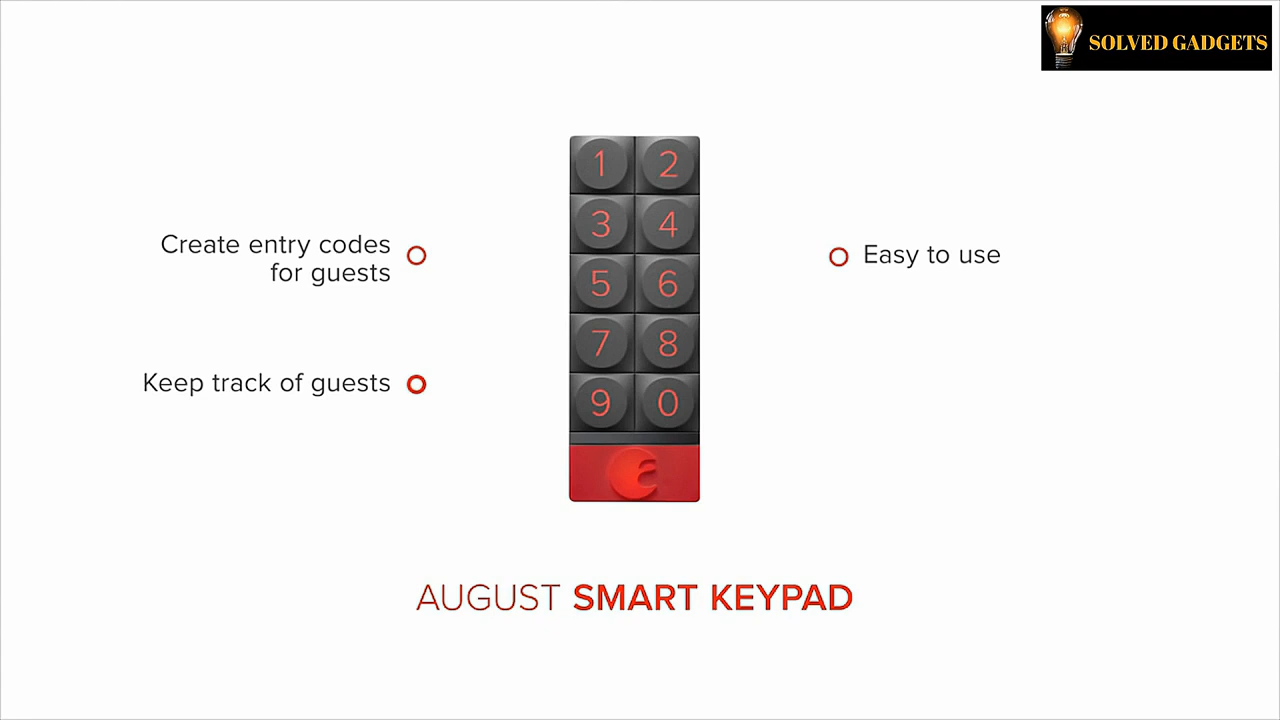 SOLVED GADGETS
1 2
3 4
5 6
7 8
9 0
Create entry codes
for guests
Keep track of guests
Easy to use
AUGUST SMART KEYPAD